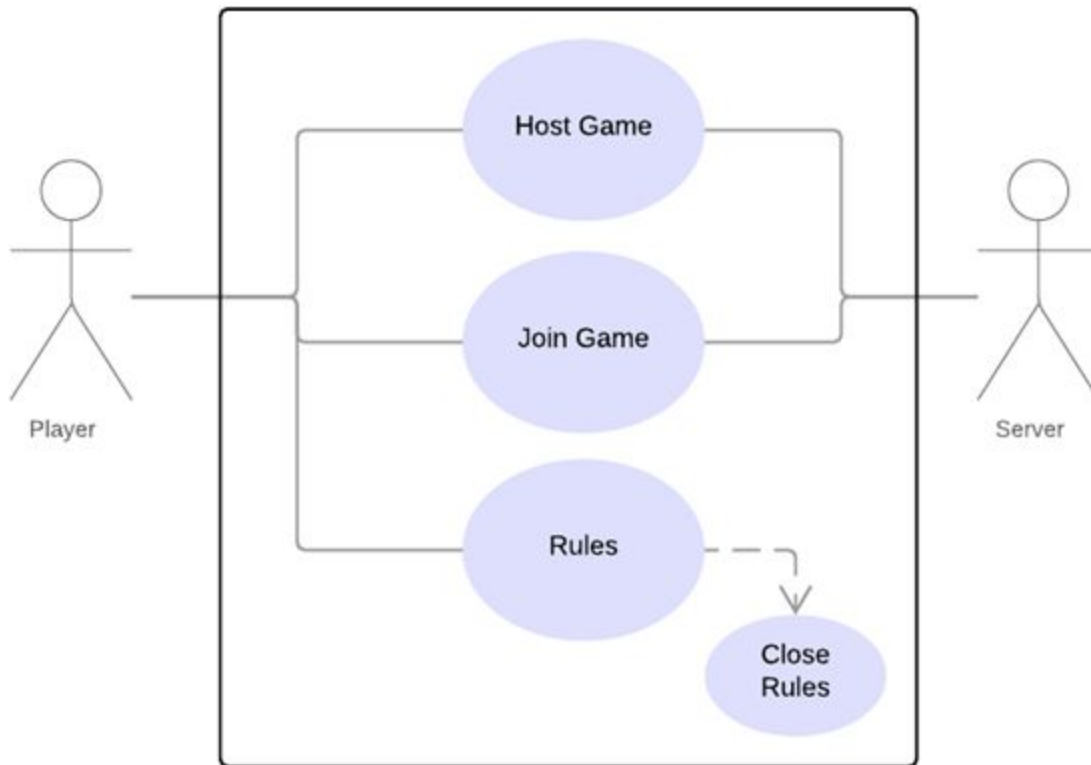 Host Game
Join Game
Player
Server
Rules
Close
Rules